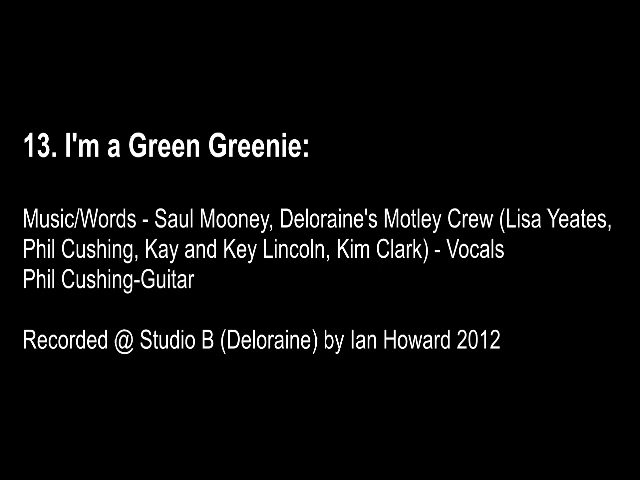 13. I'm a Green Greenie:
Music/Words - Saul Mooney, Deloraine's Motley Crew (Lisa Yeates,
Phil Cushing, Kay and Key Lincoln, Kim Clark) - Vocals
Phil Cushing-Guitar
Recorded @ Studio B (Deloraine) by Ian Howard 2012